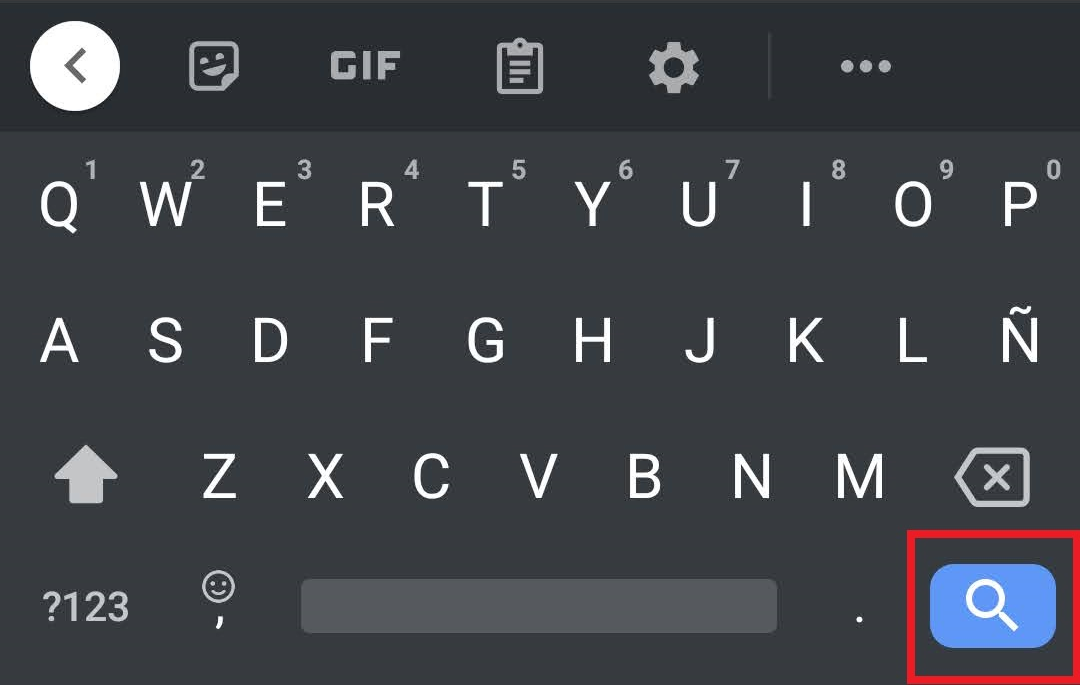 GIF
Q 1 W 2 E 3 R 4 T 5 Y 6 U 7 I 8 O 9 P 0
A S D F G H J K L Ñ
Z X C V B N M
?123 , .